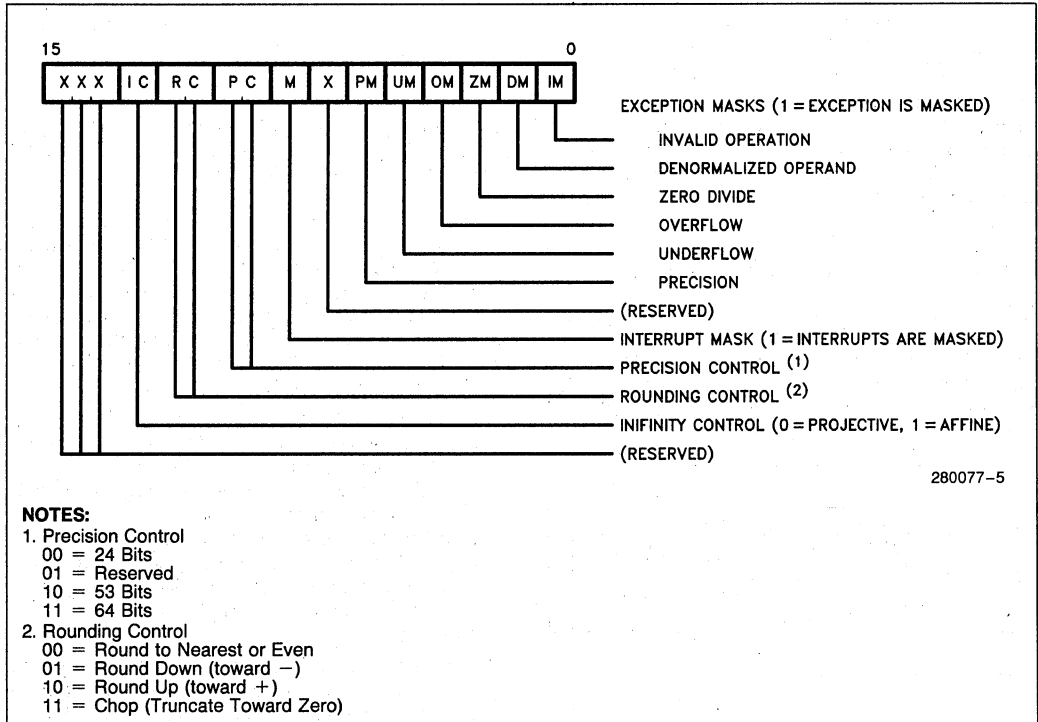 15 0
X X X I C R C P C M X PM UM OM ZM DM IM
EXCEPTION MASKS (1 = EXCEPTION IS MASKED)
INVALID OPERATION
DENORMALIZED OPERAND
ZERO DIVIDE
OVERFLOW
UNDERFLOW
PRECISION
(RESERVED)
INTERRUPT MASK (1 = INTERRUPTS ARE MASKED)
PRECISION CONTROL (1)
ROUNDING CONTROL (2)
INIFINITY CONTROL (0 = PROJECTIVE, 1 = AFFINE)
(RESERVED)
280077-5
NOTES:
1. Precision Control
00 = 24 Bits
01 = Reserved
10 = 53 Bits
11 = 64 Bits
2. Rounding Control
00 = Round to Nearest or Even
01 = Round Down (toward −)
10 = Round Up (toward +)
11 = Chop (Truncate Toward Zero)